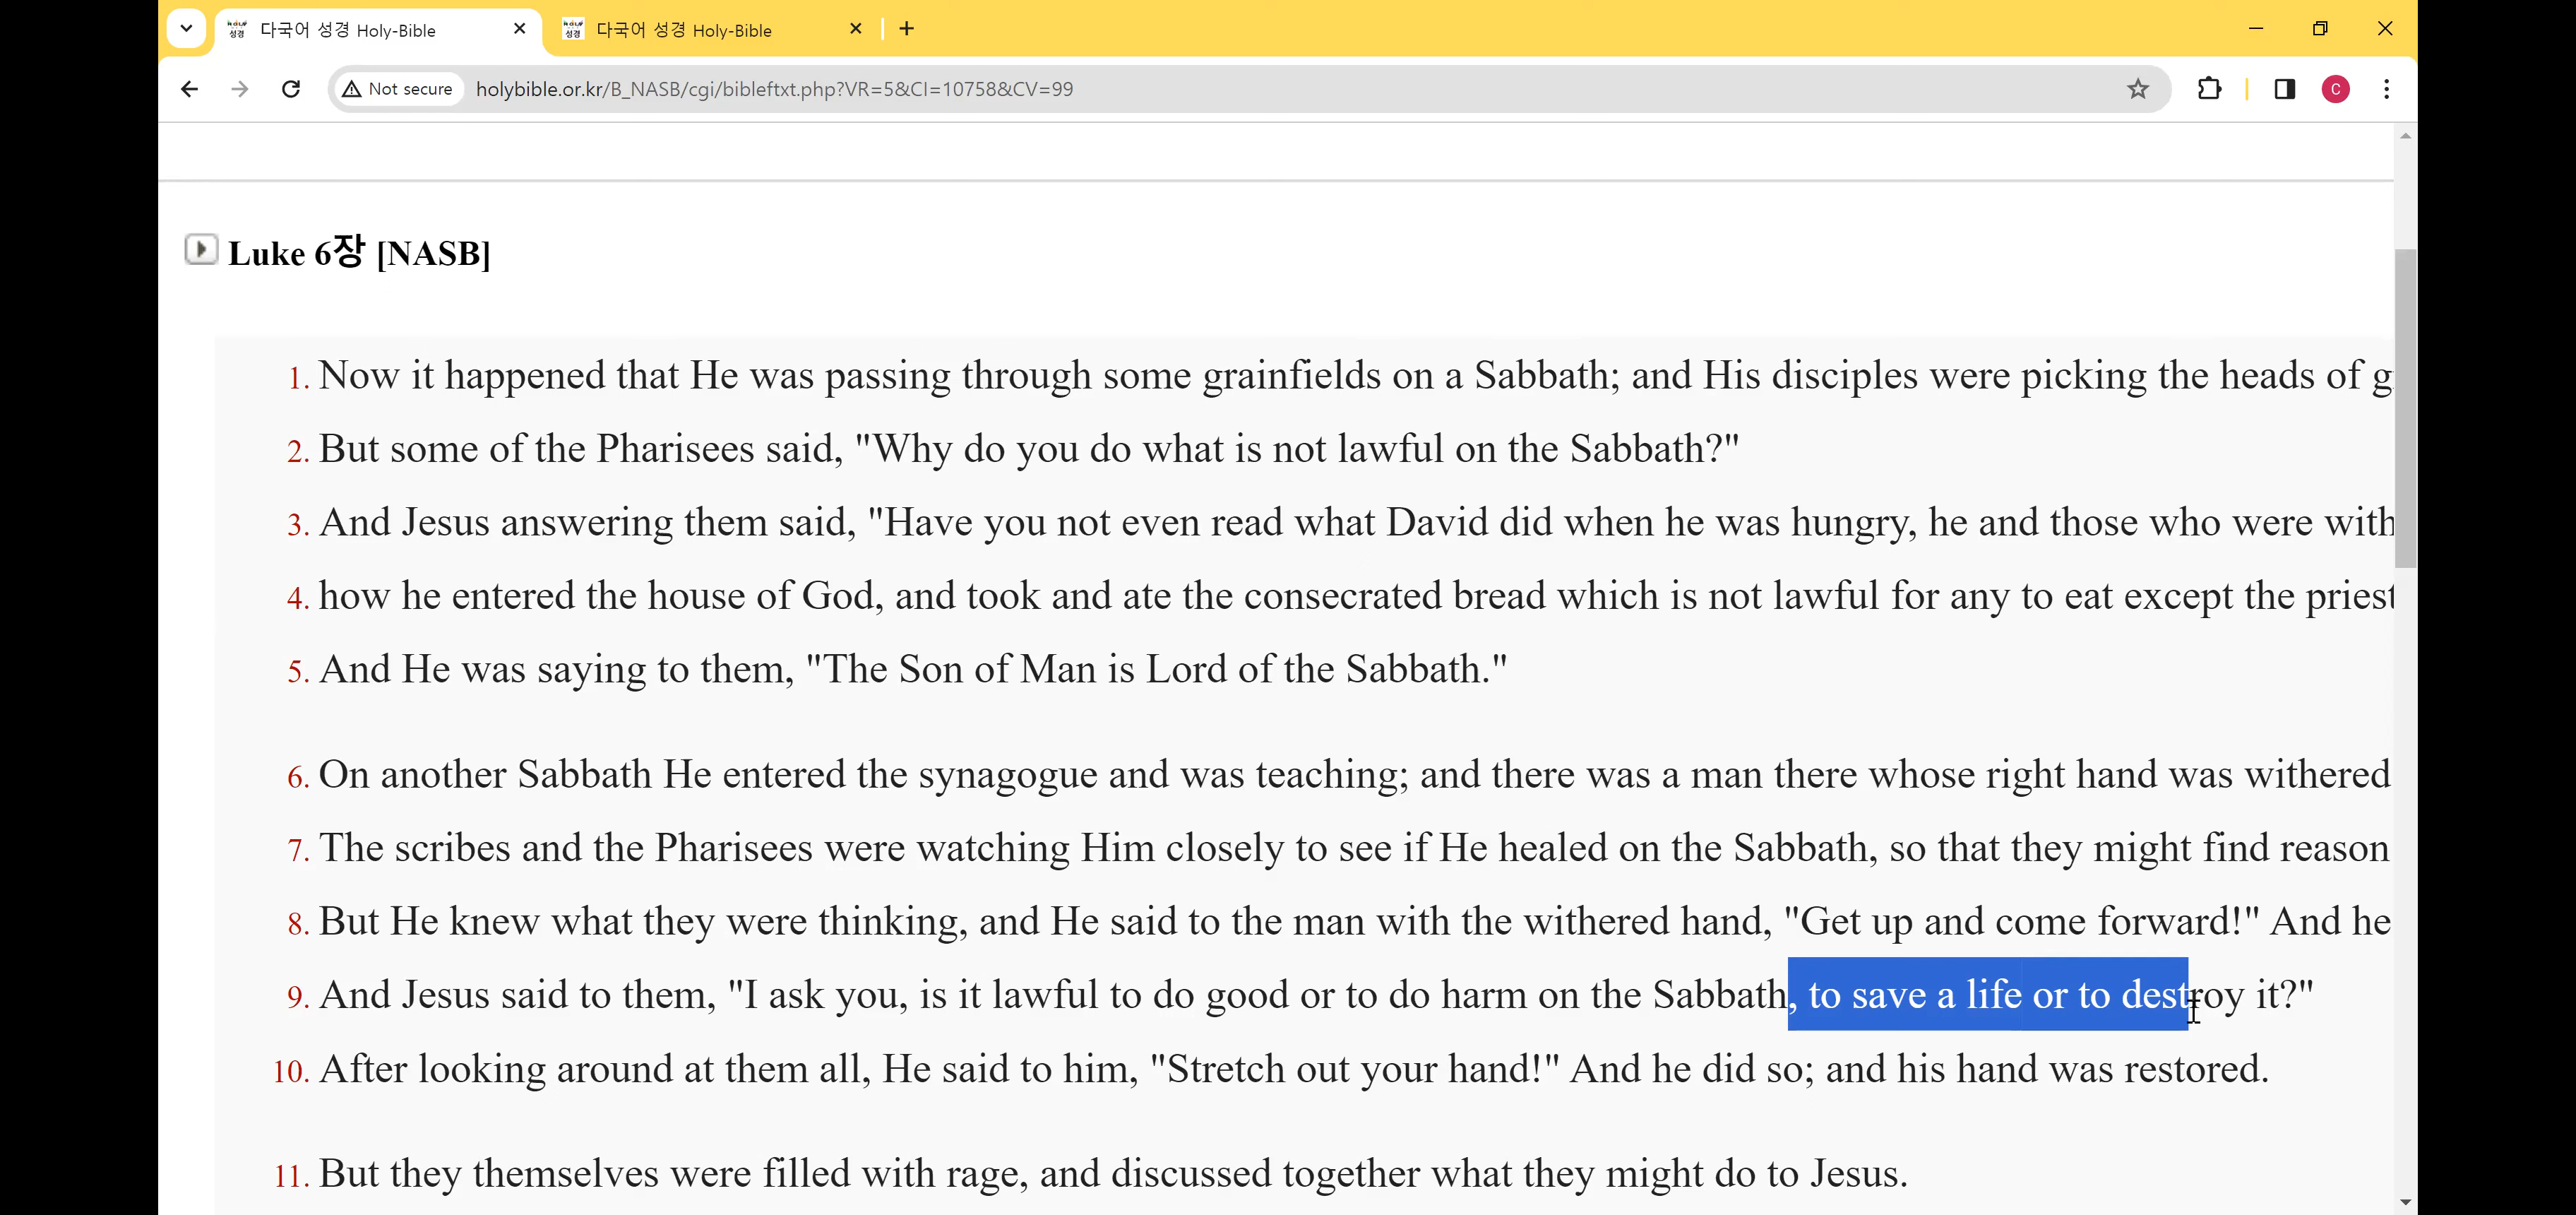 다국어 성경 Holy-Bible
다국어 성경 Holy-Bible
Not secure
holybible.or.kr/B_NASB/cgi/bibleftxt.php?VR=5&CI=10758&CV=99
C
Luke 6장 [NASB]
1. Now it happened that He was passing through some grainfields on a Sabbath; and His disciples were picking the heads of g
2. But some of the Pharisees said, "Why do you do what is not lawful on the Sabbath?"
3. And Jesus answering them said, "Have you not even read what David did when he was hungry, he and those who were with
4. how he entered the house of God, and took and ate the consecrated bread which is not lawful for any to eat except the priest
5. And He was saying to them, "The Son of Man is Lord of the Sabbath."
6. On another Sabbath He entered the synagogue and was teaching; and there was a man there whose right hand was withered
7. The scribes and the Pharisees were watching Him closely to see if He healed on the Sabbath, so that they might find reason
8. But He knew what they were thinking, and He said to the man with the withered hand, "Get up and come forward!" And he
9. And Jesus said to them, "I ask you, is it lawful to do good or to do harm on the Sabbath, to save a life or to destroy it?"
10. After looking around at them all, He said to him, "Stretch out your hand!" And he did so; and his hand was restored.
11. But they themselves were filled with rage, and discussed together what they might do to Jesus.